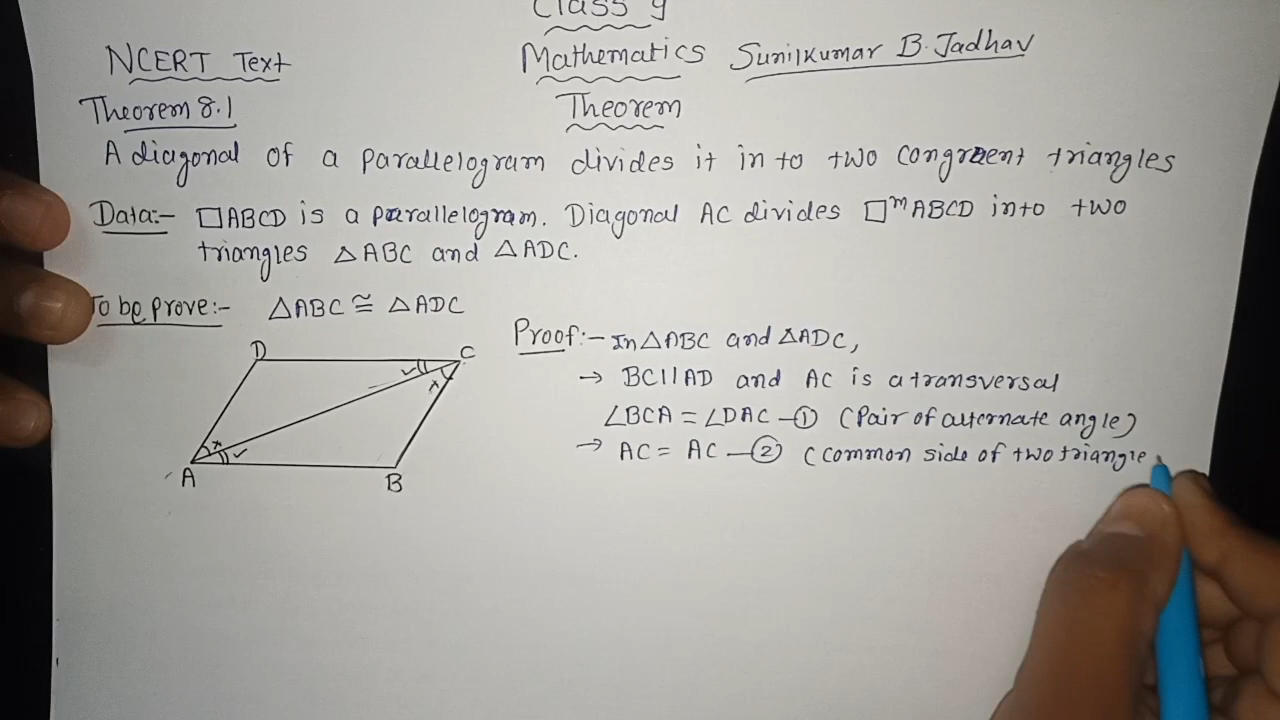 Class 9
NCERT Text
Mathematics
Sunilkumar B. Jadhav
Theorem 8.1
Theorem
A diagonal of a parallelogram divides it in to two congruent triangles
Data:- □ABCD is a parallelogram. Diagonal AC divides □ᵐABCD into two
triangles △ABC and △ADC.
To be prove:- △ABC ≅ △ADC
Proof:- In △ABC and △ADC,
→ BC||AD and AC is a transversal
∠BCA = ∠DAC —① (Pair of alternate angle)
→ AC = AC —② (common side of two triangle
D
C
A
B